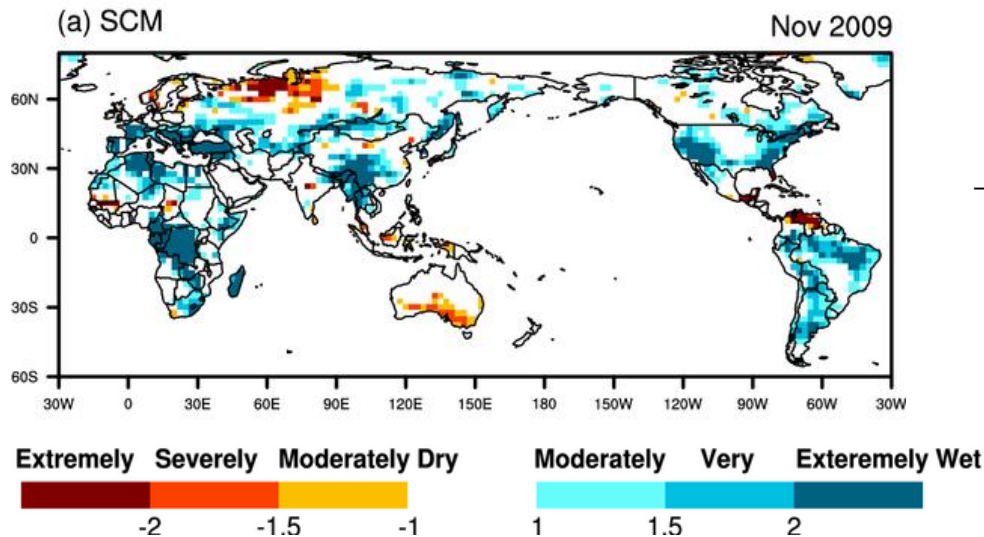 (a) SCM
Nov 2009
60N
30N
0
30S
60S
30W 0 30E 60E 90E 120E 150E 180 150W 120W 90W 60W 30W
Extremely Severely Moderately Dry
-2 -1.5 -1
Moderately Very Exteremely Wet
1 1.5 2